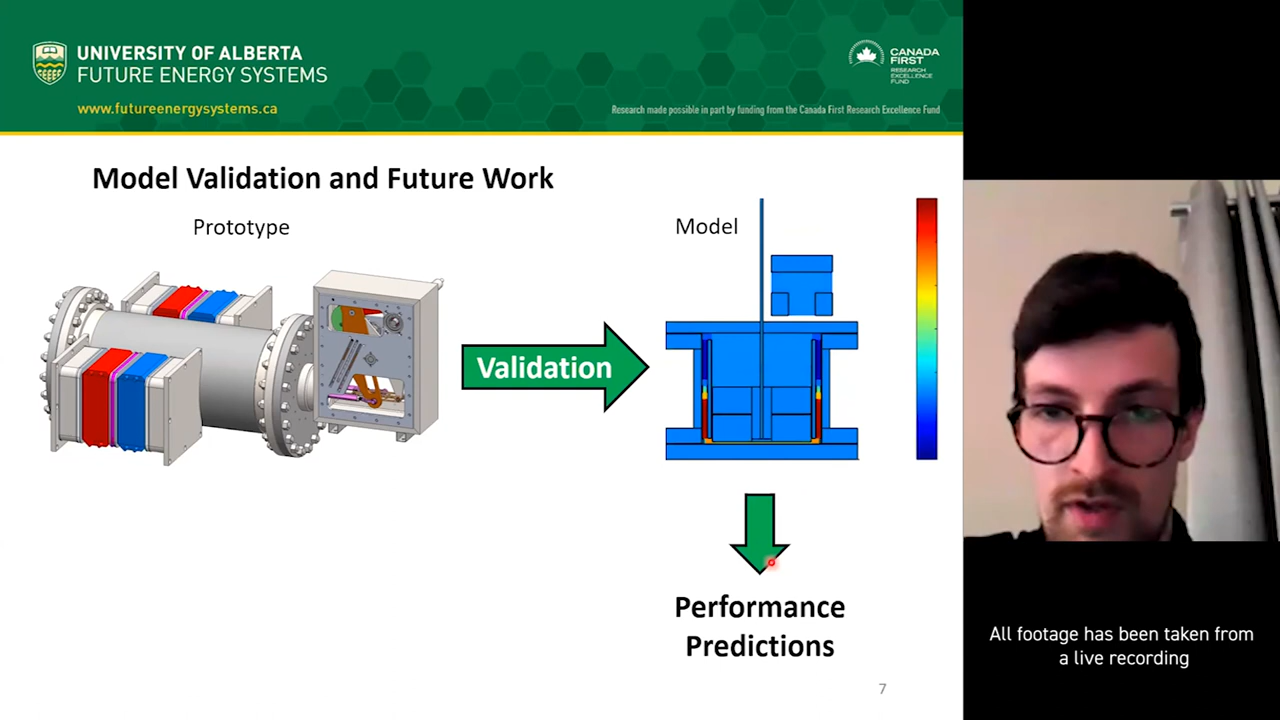 UNIVERSITY OF ALBERTA
FUTURE ENERGY SYSTEMS
www.futureenergysystems.ca
CANADA
FIRST
RESEARCH
EXCELLENCE
FUND
Research made possible in part by funding from the Canada First Research Excellence Fund
Model Validation and Future Work
Prototype
Model
Validation
Performance
Predictions
7
All footage has been taken from
a live recording